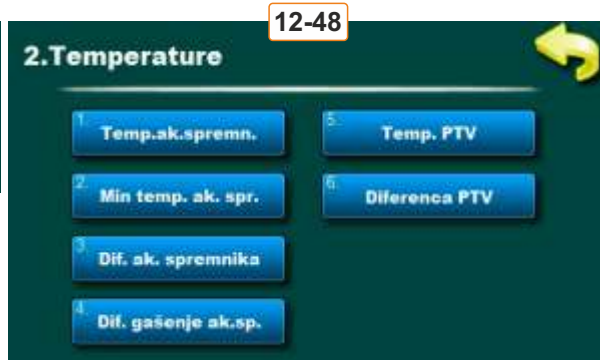 12-48
2.Temperature
1. Temp.ak.spremn.
2. Min temp. ak. spr.
3. Dif. ak. spremnika
4. Dif. gašenje ak.sp.
5. Temp. PTV
6. Diferenca PTV